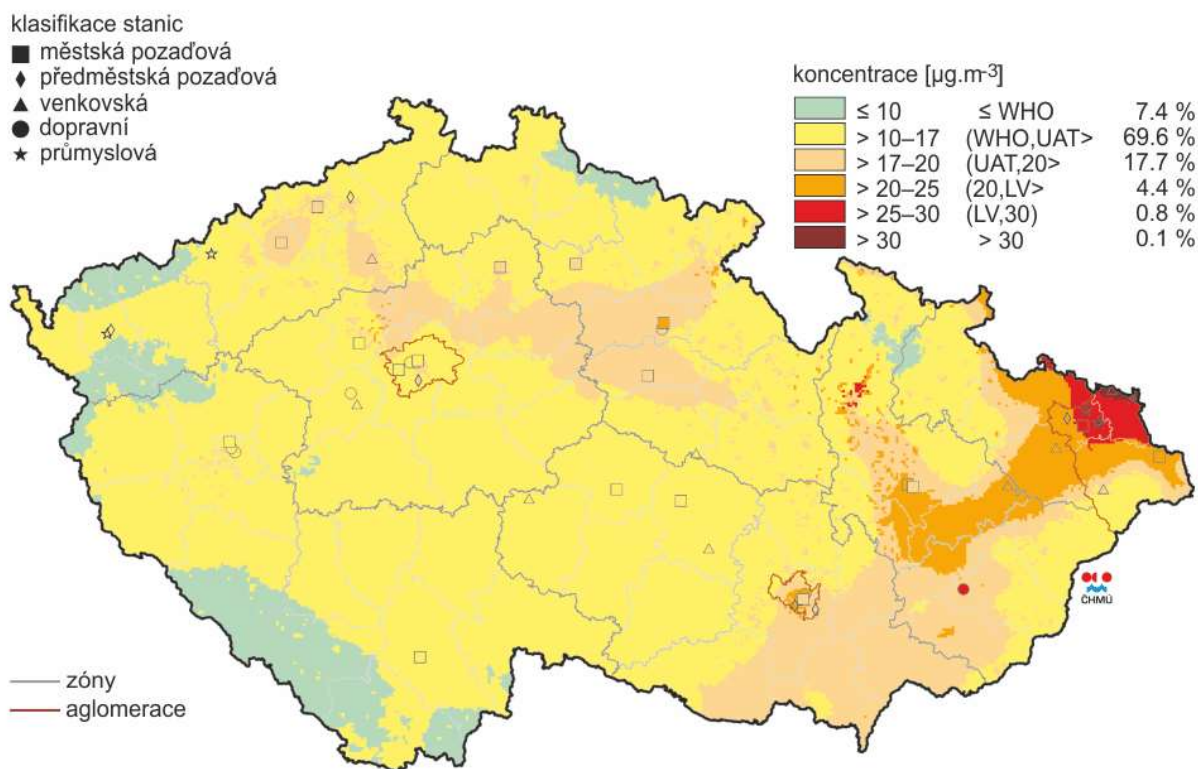 klasifikace stanic
městská pozaďová
předměstská pozaďová
venkovská
dopravní
průmyslová
koncentrace [µg.m-3]
≤ 10 ≤ WHO 7.4 %
> 10–17 (WHO,UAT> 69.6 %
> 17–20 (UAT,20> 17.7 %
> 20–25 (20,LV> 4.4 %
> 25–30 (LV,30) 0.8 %
> 30 > 30 0.1 %
ČHMÚ
zóny
aglomerace